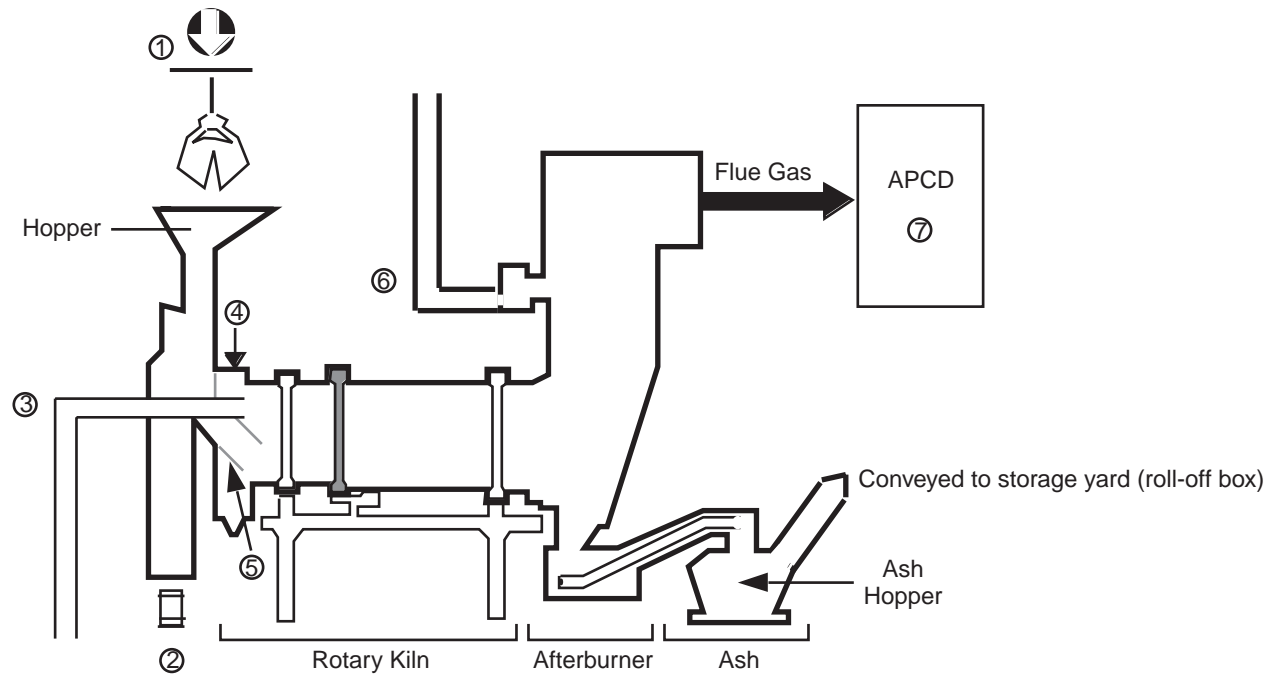 ①
Flue Gas
APCD
⑦
Hopper
⑥
④
③
Conveyed to storage yard (roll-off box)
⑤
Ash
Hopper
②
Rotary Kiln
Afterburner
Ash